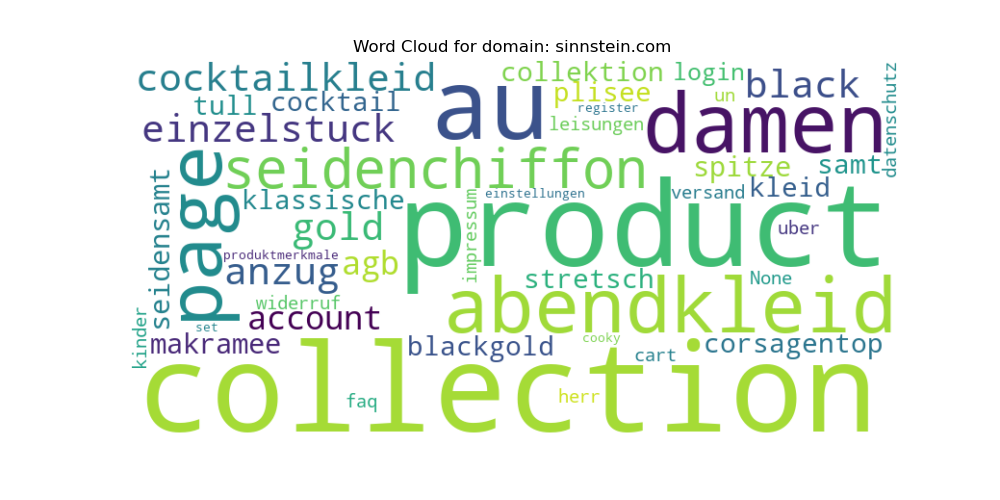 Word Cloud for domain: sinnstein.com
cocktailkleid
collektion
login
black
datenschutz
tull
cocktail
au
plisee
un
register
damen
einzelstuck
leisungen
page
seidenchiffon
spitze
samt
seidensamt
klassische
einstellungen
versand
kleid
gold
impressum
product
uber
produktmerkmale
anzug
agb
stretsch
None
widerruf
abendkleid
kinder
set
account
makramee
blackgold
cooky
cart
corsagentop
collection
faq
herr